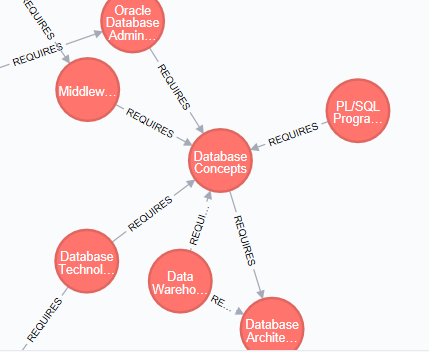 REQUIRES
Oracle
Database
Admin…
REQUIRES
REQUIRES
Middlew…
REQUIRES
PL/SQL
Progra…
REQUIRES
Database
Concepts
REQUIRES
REQUI…
REQUIRES
Database
Technol…
Data
Wareho…
RE…
REQUIRES
Database
Archite…